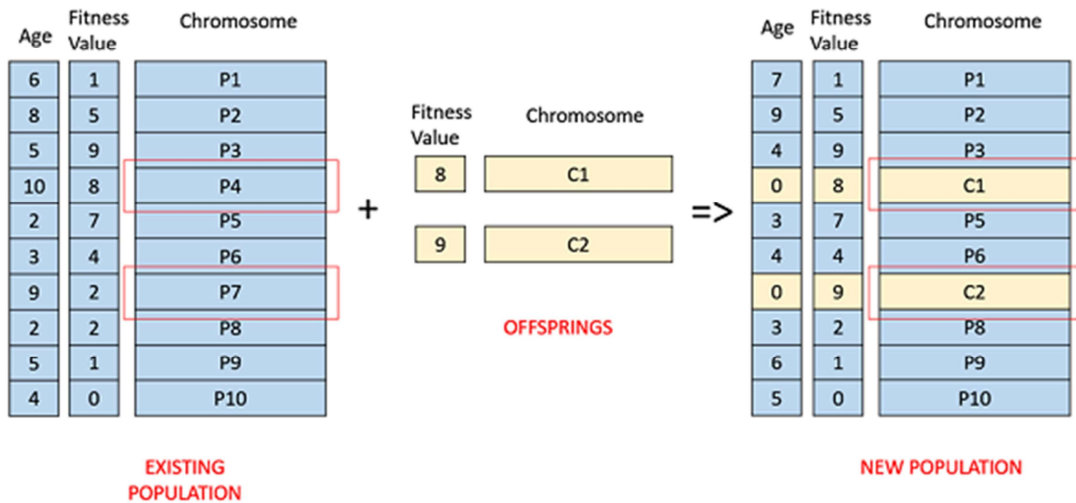 Age Fitness Value Chromosome
6 1 P1
8 5 P2
5 9 P3
10 8 P4
2 7 P5
3 4 P6
9 2 P7
2 2 P8
5 1 P9
4 0 P10
EXISTING
POPULATION
+
Fitness Value Chromosome
8 C1
9 C2
OFFSPRINGS
=>
Age Fitness Value Chromosome
7 1 P1
9 5 P2
4 9 P3
0 8 C1
3 7 P5
4 4 P6
0 9 C2
3 2 P8
6 1 P9
5 0 P10
NEW POPULATION